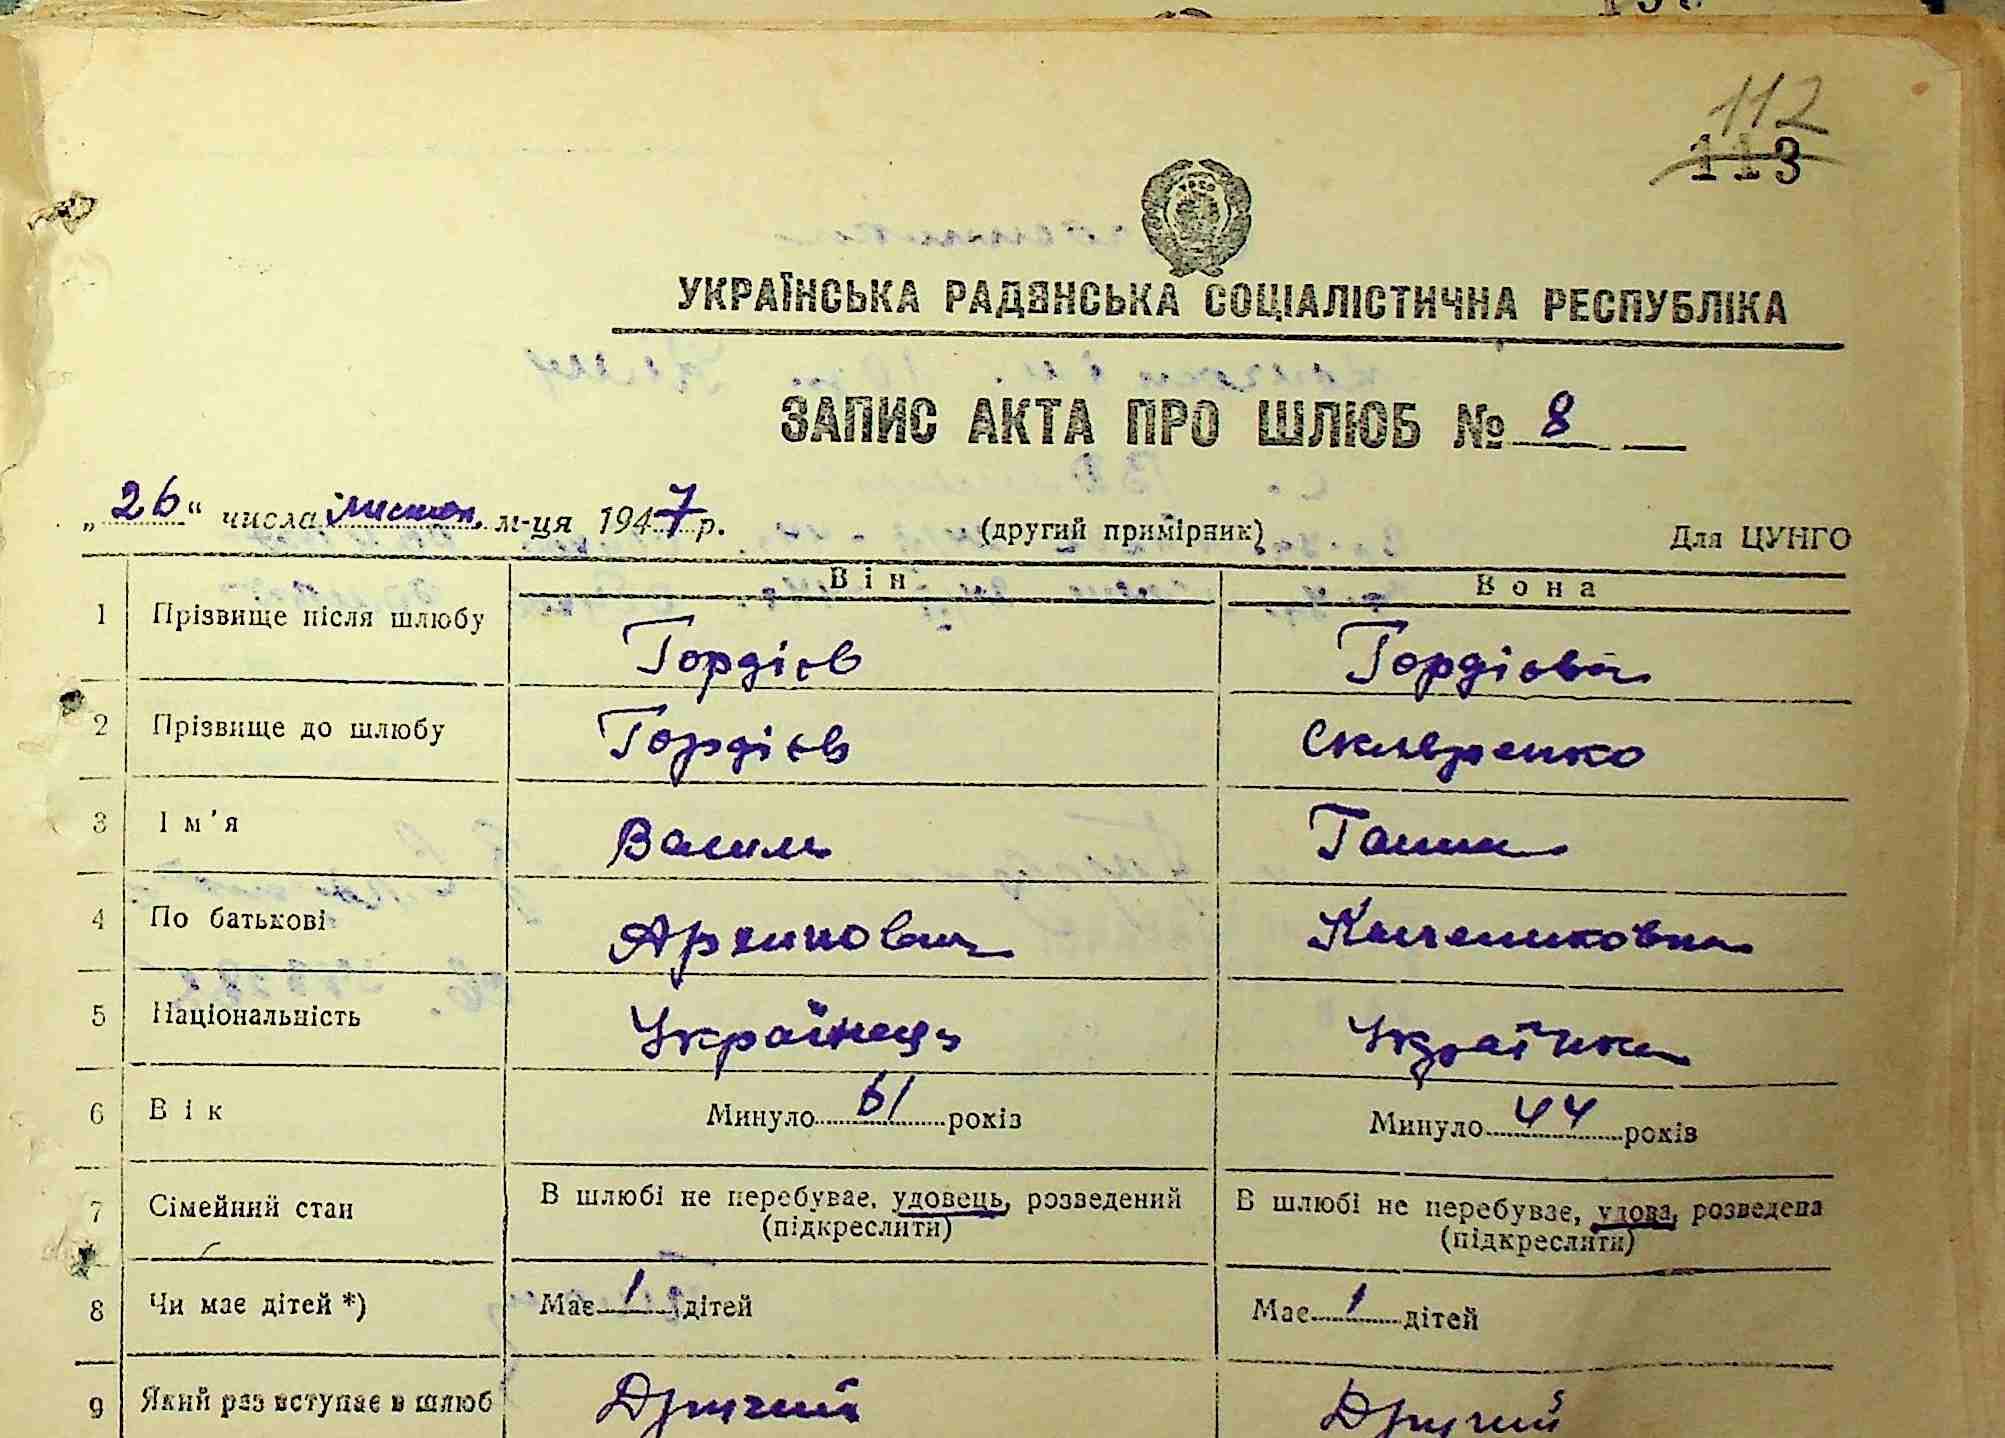 112
113
УКРАЇНСЬКА РАДЯНСЬКА СОЦІАЛІСТИЧНА РЕСПУБЛІКА
ЗАПИС АКТА ПРО ШЛЮБ № 8
„26“ числа листоп. м-ця 1947 р. (другий примірник) Для ЦУНГО
Він Вона
1 Прізвище після шлюбу Гордієв Гордієва
2 Прізвище до шлюбу Гордієв Скляренко
3 Ім'я Василь Ганна
4 По батькові Архипович
5 Національність Українець Українка
6 Вік Минуло 61 років Минуло 44 років
7 Сімейний стан В шлюбі не перебуває, удовець, розведений В шлюбі не перебуває, удова, розведена
(підкреслити) (підкреслити)
8 Чи має дітей *) Має 1 дітей Має 1 дітей
9 Який раз вступає в шлюб Другий Другий